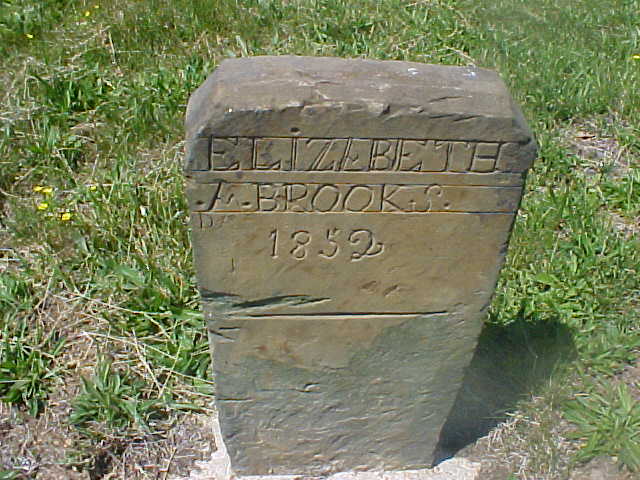 ELIZABETH
A. BROOKS.
1852